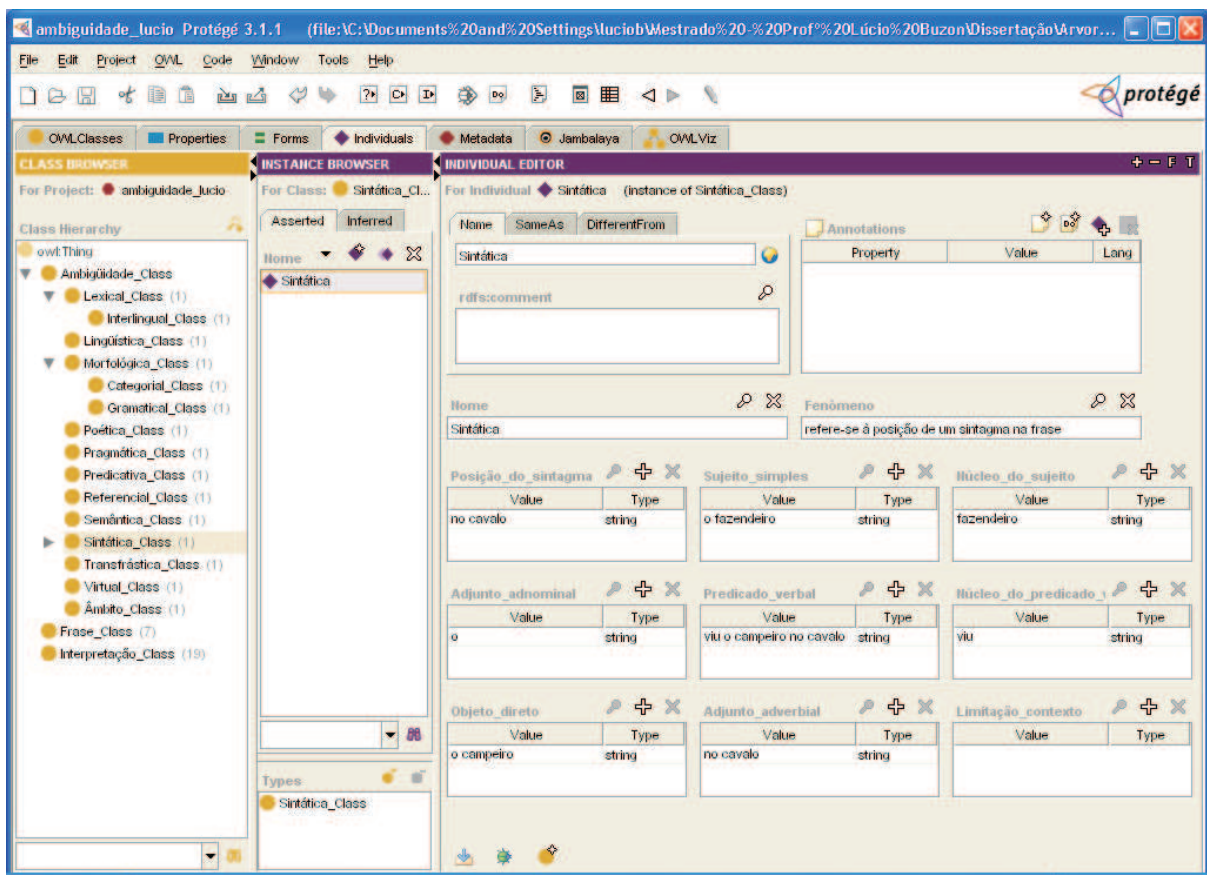 ambiguidade_lucio Protégé 3.1.1 (file:\C:\Documents%20and%20Settings\luciob\Mestrado%20-%20Profº%20Lúcio%20Buzon\Dissertação\Arvor...
File Edit Project OWL Code Window Tools Help
protégé
OWLClasses Properties Forms Individuals Metadata Jambalaya OWLViz
CLASS BROWSER
For Project: ambiguidade_lucio
Class Hierarchy
owl:Thing
Ambigüidade_Class
Lexical_Class (1)
Interlingual_Class (1)
Lingüística_Class (1)
Morfológica_Class (1)
Categorial_Class (1)
Gramatical_Class (1)
Poética_Class (1)
Pragmática_Class (1)
Predicativa_Class (1)
Referencial_Class (1)
Semântica_Class (1)
Sintática_Class (1)
Transfrástica_Class (1)
Virtual_Class (1)
Âmbito_Class (1)
Frase_Class (7)
Interpretação_Class (19)
INSTANCE BROWSER
For Class: Sintática_Cl...
Asserted Inferred
Nome
Sintática
Types
Sintática_Class
INDIVIDUAL EDITOR + − F T
For Individual Sintática (instance of Sintática_Class)
Name SameAs DifferentFrom
Sintática
rdfs:comment
Annotations
Property Value Lang
Nome
Sintática
Fenômeno
refere-se à posição de um sintagma na frase
Posição_do_sintagma
Value Type
no cavalo string
Sujeito_simples
Value Type
o fazendeiro string
Núcleo_do_sujeito
Value Type
fazendeiro string
Adjunto_adnominal
Value Type
o string
Predicado_verbal
Value Type
viu o campeiro no cavalo string
Núcleo_do_predicado_v
Value Type
viu string
Objeto_direto
Value Type
o campeiro string
Adjunto_adverbial
Value Type
no cavalo string
Limitação_contexto
Value Type